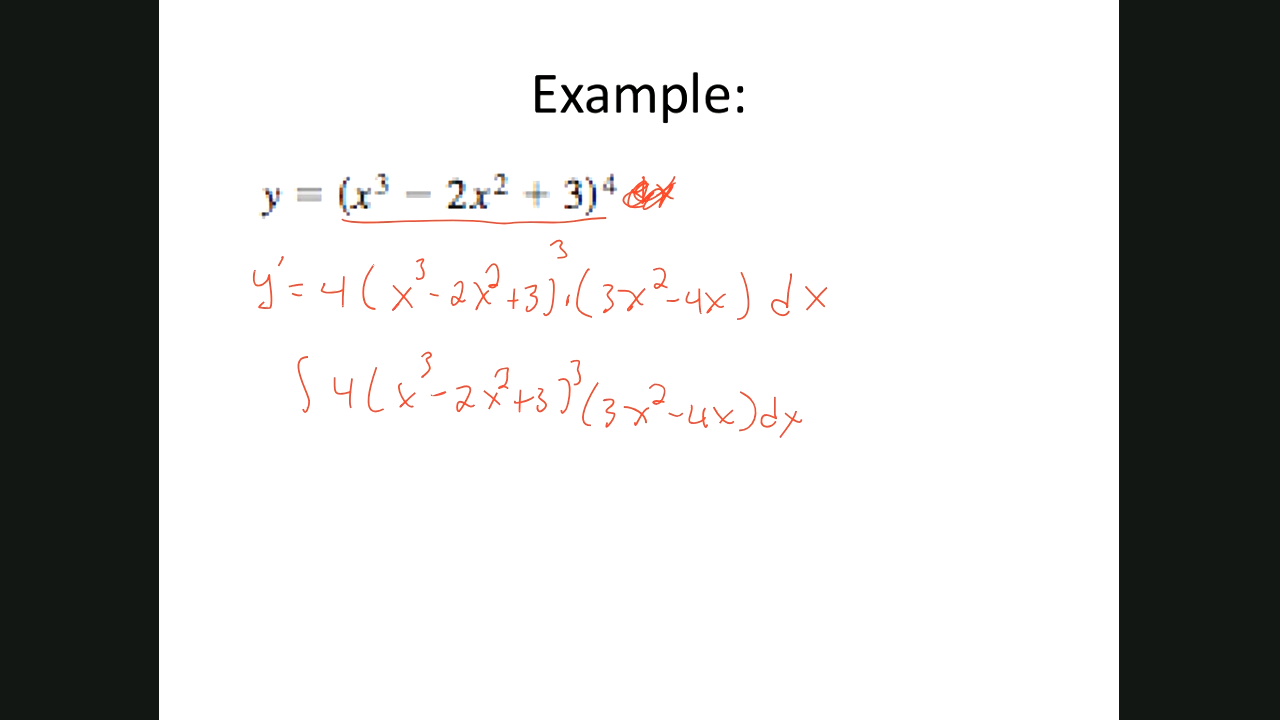 Example:
y = (x³ − 2x² + 3)⁴
y' = 4(x³ - 2x² + 3)³ · (3x² - 4x) dx
∫ 4(x³ - 2x² + 3)³ (3x² - 4x) dx